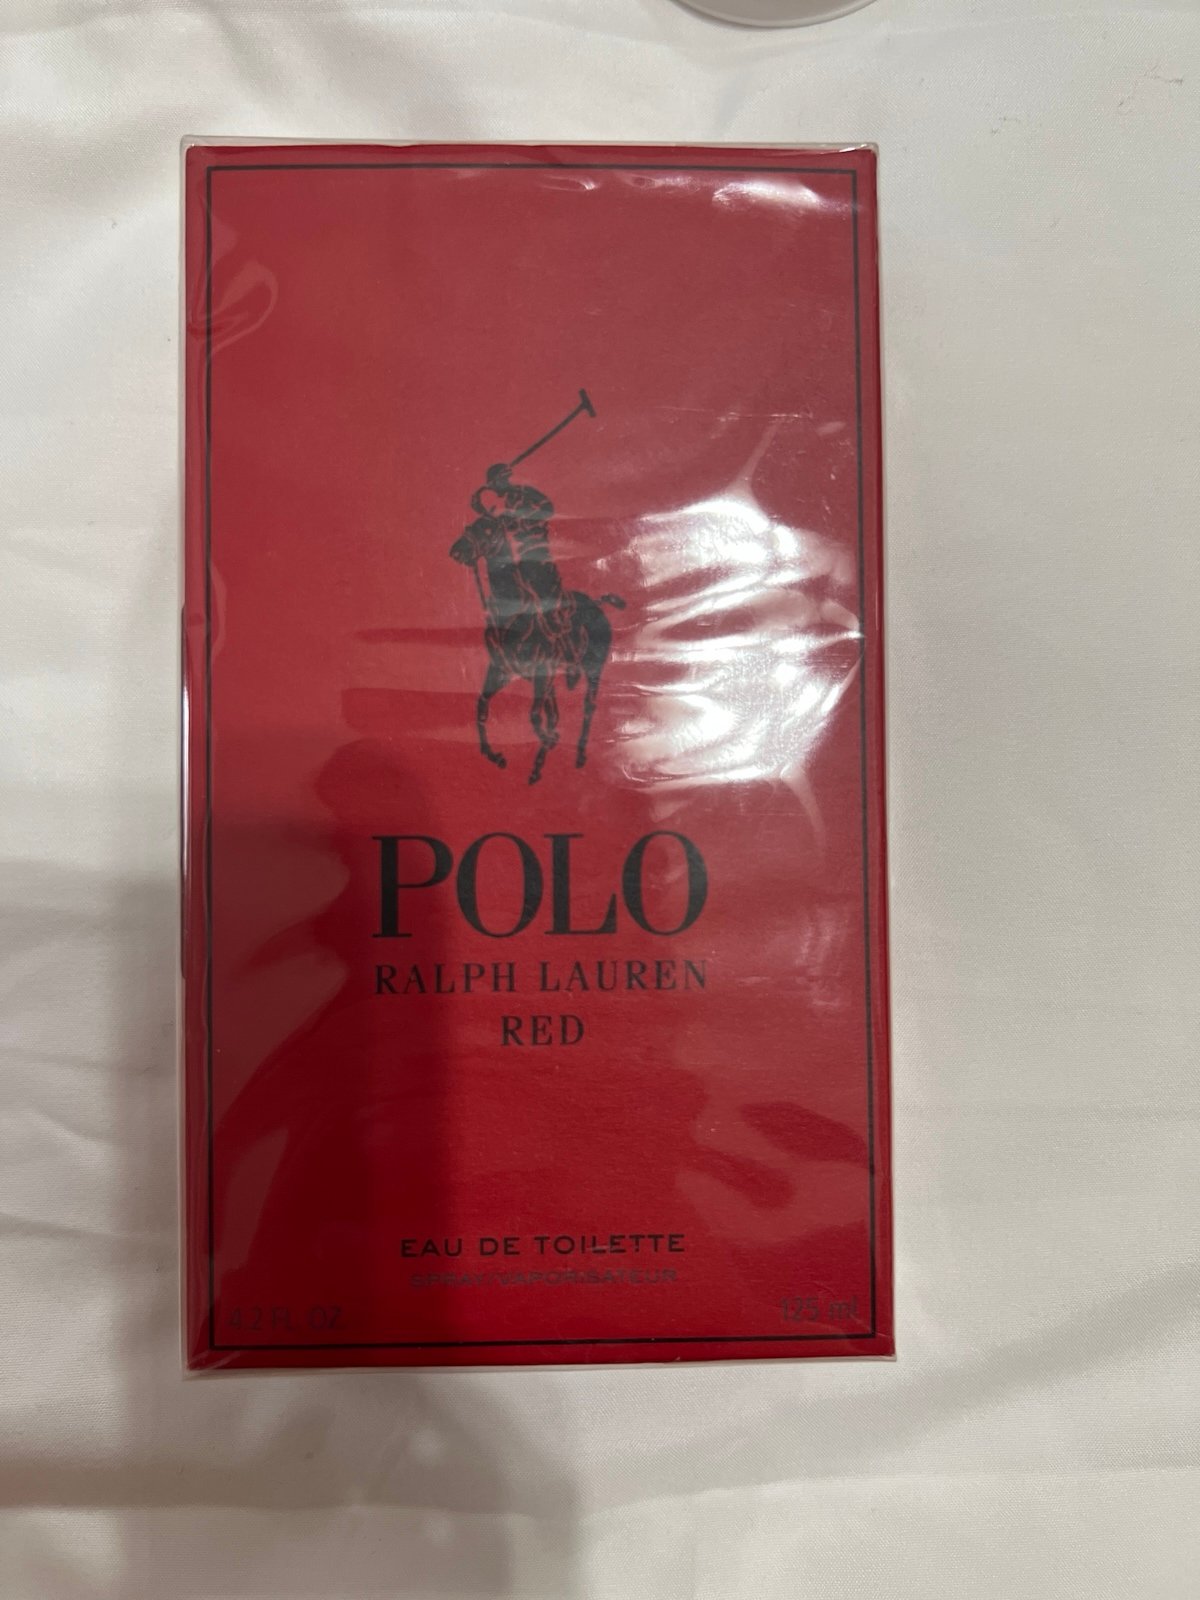 POLO
RALPH LAUREN
RED
EAU DE TOILETTE
SPRAY/VAPORISATEUR
4.2 FL. OZ
125 ml